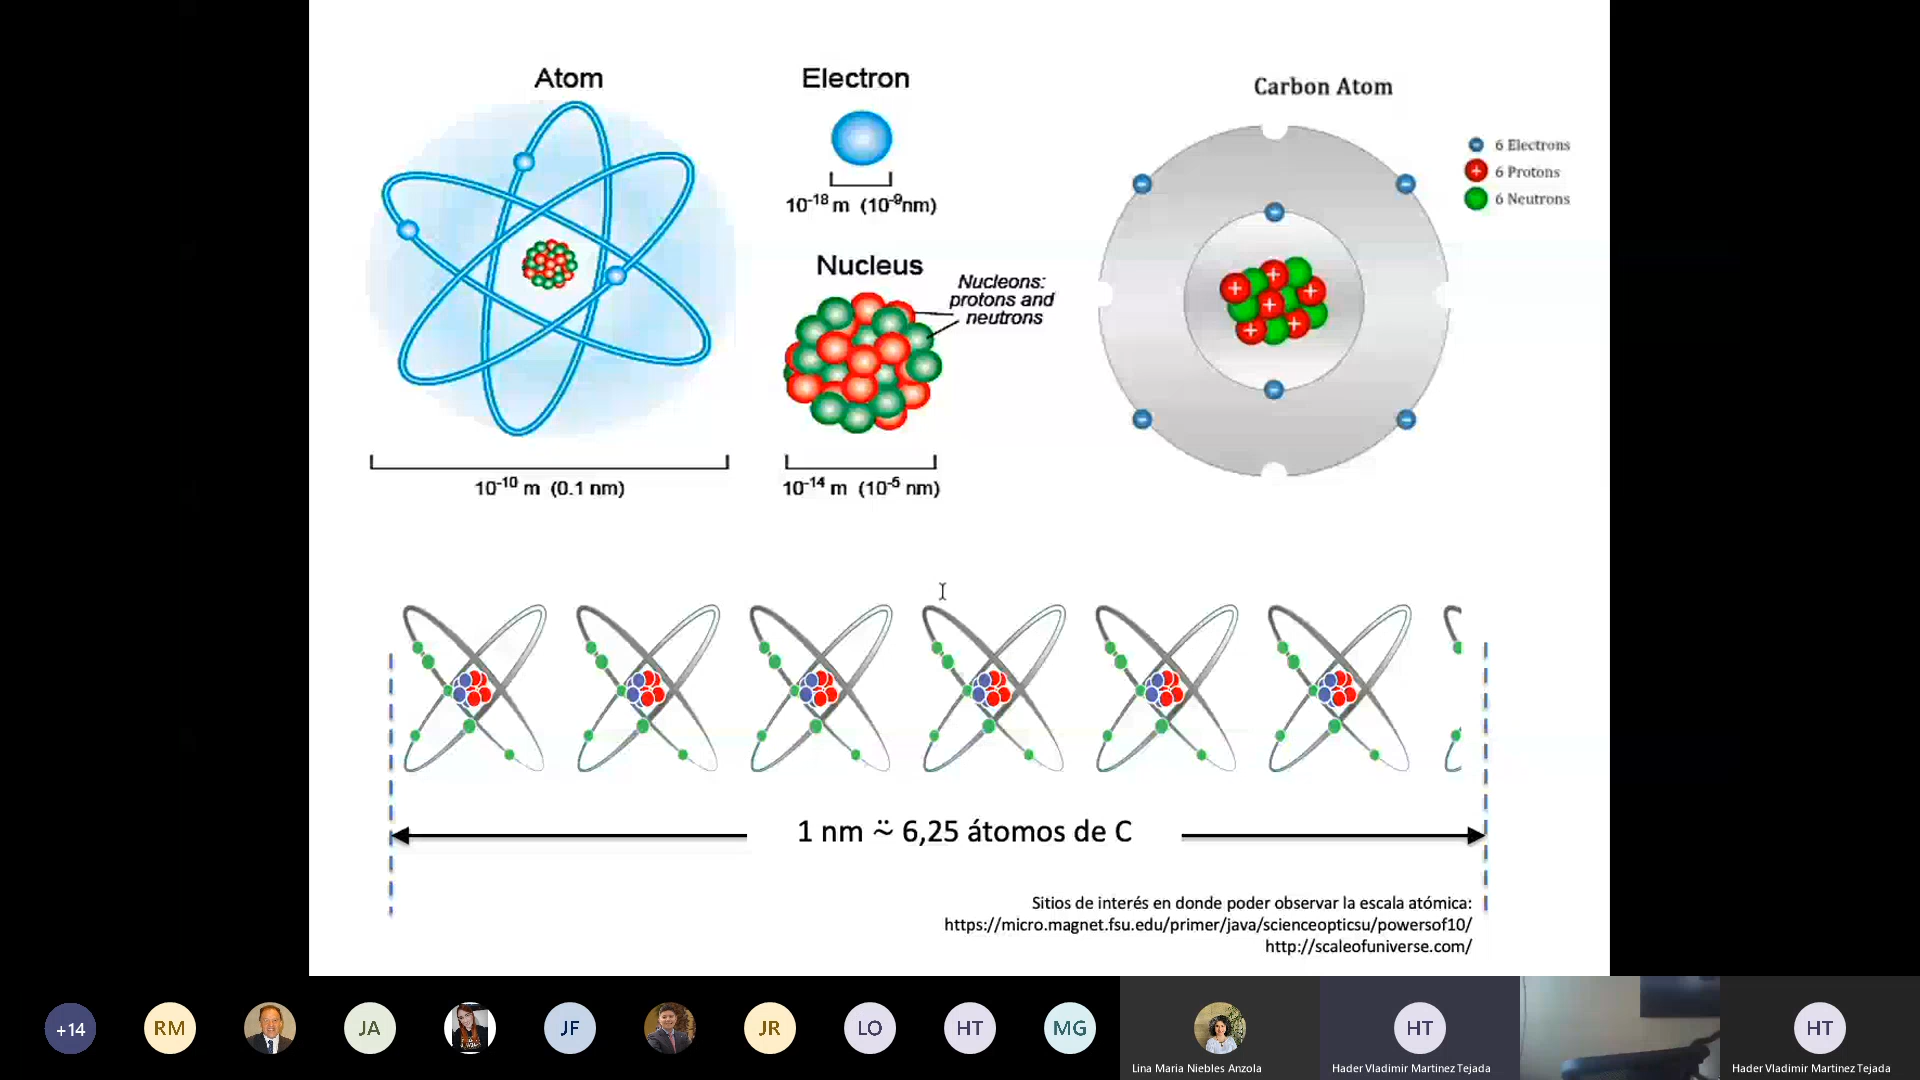 Atom
10⁻¹⁰ m (0.1 nm)
Electron
10⁻¹⁸ m (10⁻⁹nm)
Nucleus
Nucleons:
protons and
neutrons
10⁻¹⁴ m (10⁻⁵ nm)
Carbon Atom
6 Electrons
+ 6 Protons
6 Neutrons
+
+ +
+
+ +
1 nm ~̈ 6,25 átomos de C
Sitios de interés en donde poder observar la escala atómica:
https://micro.magnet.fsu.edu/primer/java/scienceopticsu/powersof10/
http://scaleofuniverse.com/
+14
RM
JA
JF
JR
LO
HT
MG
Lina Maria Niebles Anzola
HT
Hader Vladimir Martinez Tejada
HT
Hader Vladimir Martinez Tejada